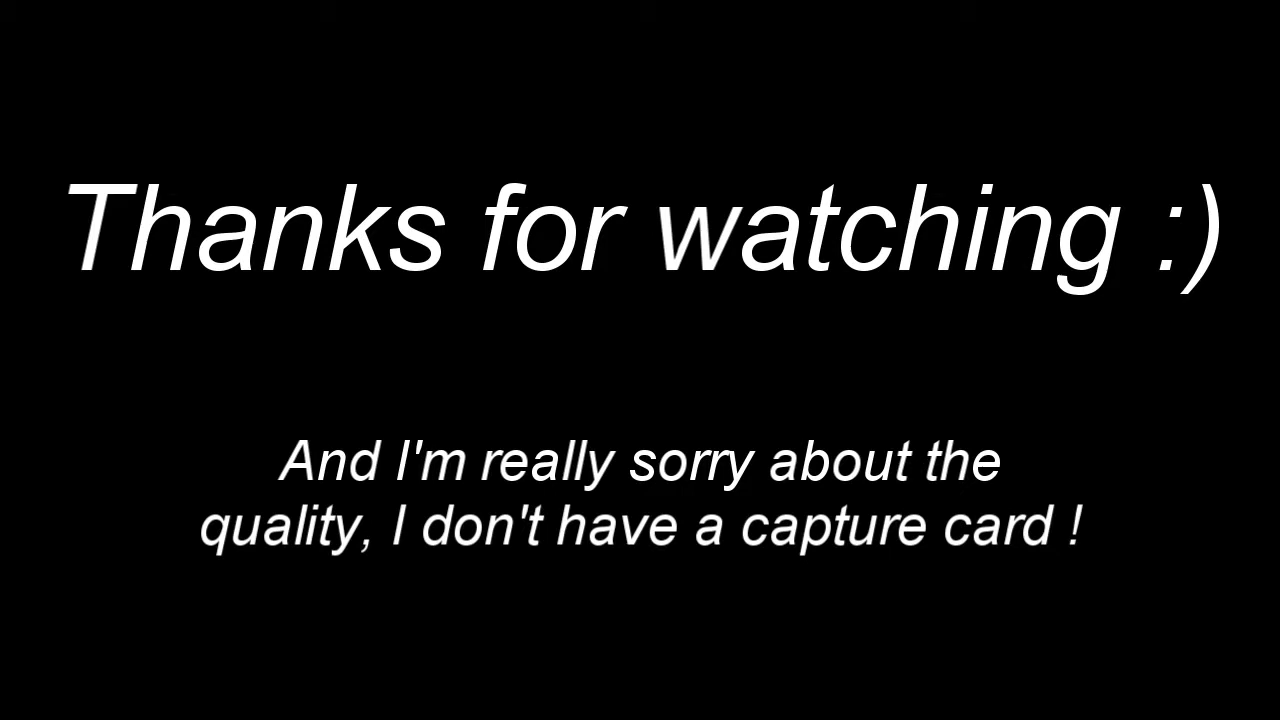 Thanks for watching :)
And I'm really sorry about the
quality, I don't have a capture card !